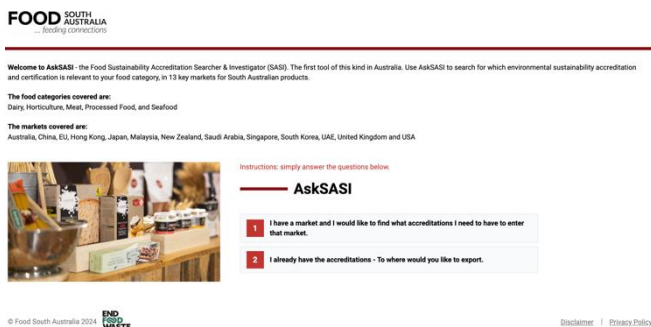 FOOD SOUTH
AUSTRALIA
... feeding connections
Welcome to AskSASI - the Food Sustainability Accreditation Searcher & Investigator (SASI). The first tool of this kind in Australia. Use AskSASI to search for which environmental sustainability accreditation
and certification is relevant to your food category, in 13 key markets for South Australian products.
The food categories covered are:
Dairy, Horticulture, Meat, Processed Food, and Seafood
The markets covered are:
Australia, China, EU, Hong Kong, Japan, Malaysia, New Zealand, Saudi Arabia, Singapore, South Korea, UAE, United Kingdom and USA
Instructions: simply answer the questions below.
AskSASI
1 I have a market and I would like to find what accreditations I need to have to enter
that market.
2 I already have the accreditations - To where would you like to export.
© Food South Australia 2024
END
FOOD
WASTE
Disclaimer | Privacy Policy